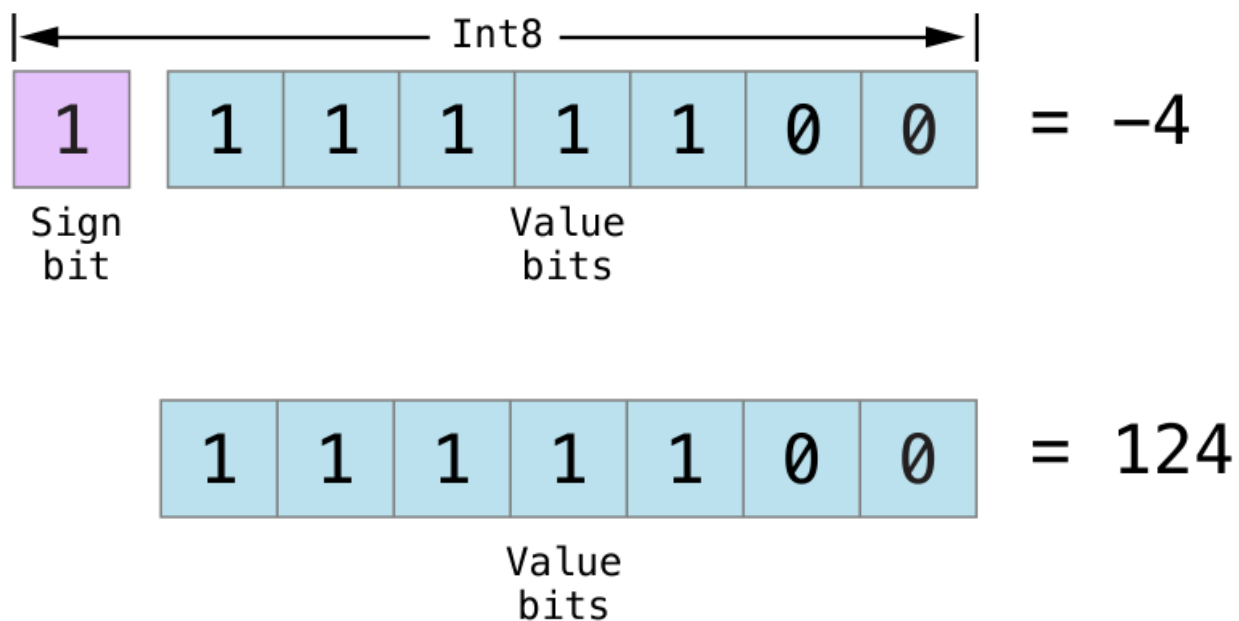 Int8
1 1 1 1 1 1 0 0 = −4
Sign bit
Value bits
1 1 1 1 1 0 0 = 124
Value bits